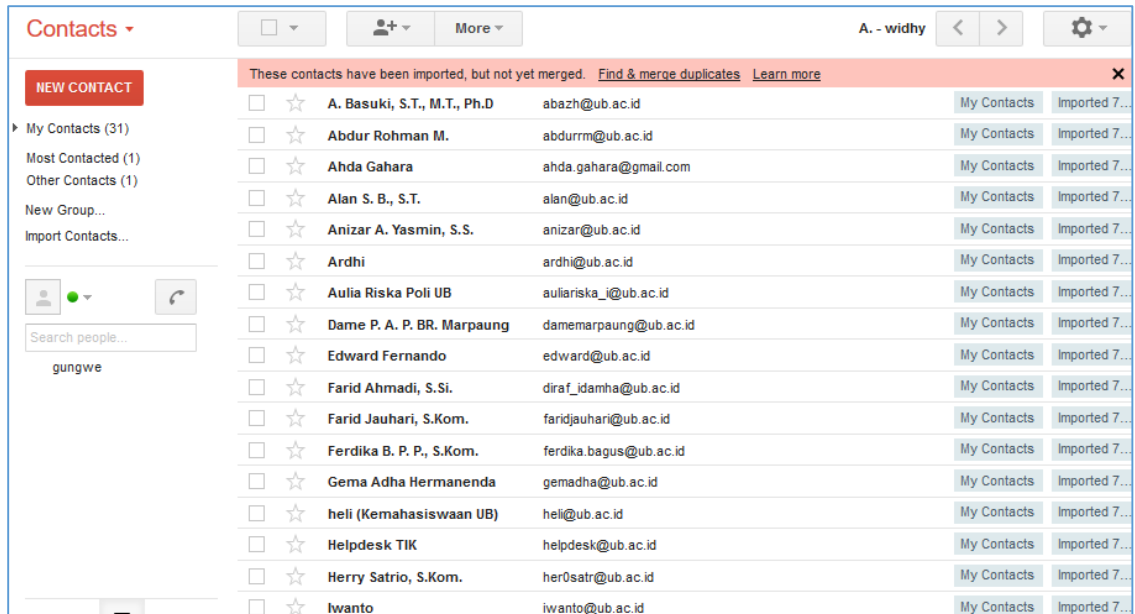 Contacts
More
A. - widhy
NEW CONTACT
My Contacts (31)
Most Contacted (1)
Other Contacts (1)
New Group...
Import Contacts...
Search people...
gungwe
These contacts have been imported, but not yet merged. Find & merge duplicates Learn more
A. Basuki, S.T., M.T., Ph.D abazh@ub.ac.id My Contacts Imported 7...
Abdur Rohman M. abdurrm@ub.ac.id My Contacts Imported 7...
Ahda Gahara ahda.gahara@gmail.com My Contacts Imported 7...
Alan S. B., S.T. alan@ub.ac.id My Contacts Imported 7...
Anizar A. Yasmin, S.S. anizar@ub.ac.id My Contacts Imported 7...
Ardhi ardhi@ub.ac.id My Contacts Imported 7...
Aulia Riska Poli UB auliariska_i@ub.ac.id My Contacts Imported 7...
Dame P. A. P. BR. Marpaung damemarpaung@ub.ac.id My Contacts Imported 7...
Edward Fernando edward@ub.ac.id My Contacts Imported 7...
Farid Ahmadi, S.Si. diraf_idamha@ub.ac.id My Contacts Imported 7...
Farid Jauhari, S.Kom. faridjauhari@ub.ac.id My Contacts Imported 7...
Ferdika B. P. P., S.Kom. ferdika.bagus@ub.ac.id My Contacts Imported 7...
Gema Adha Hermanenda gemadha@ub.ac.id My Contacts Imported 7...
heli (Kemahasiswaan UB) heli@ub.ac.id My Contacts Imported 7...
Helpdesk TIK helpdesk@ub.ac.id My Contacts Imported 7...
Herry Satrio, S.Kom. her0satr@ub.ac.id My Contacts Imported 7...
Iwanto iwanto@ub.ac.id My Contacts Imported 7...